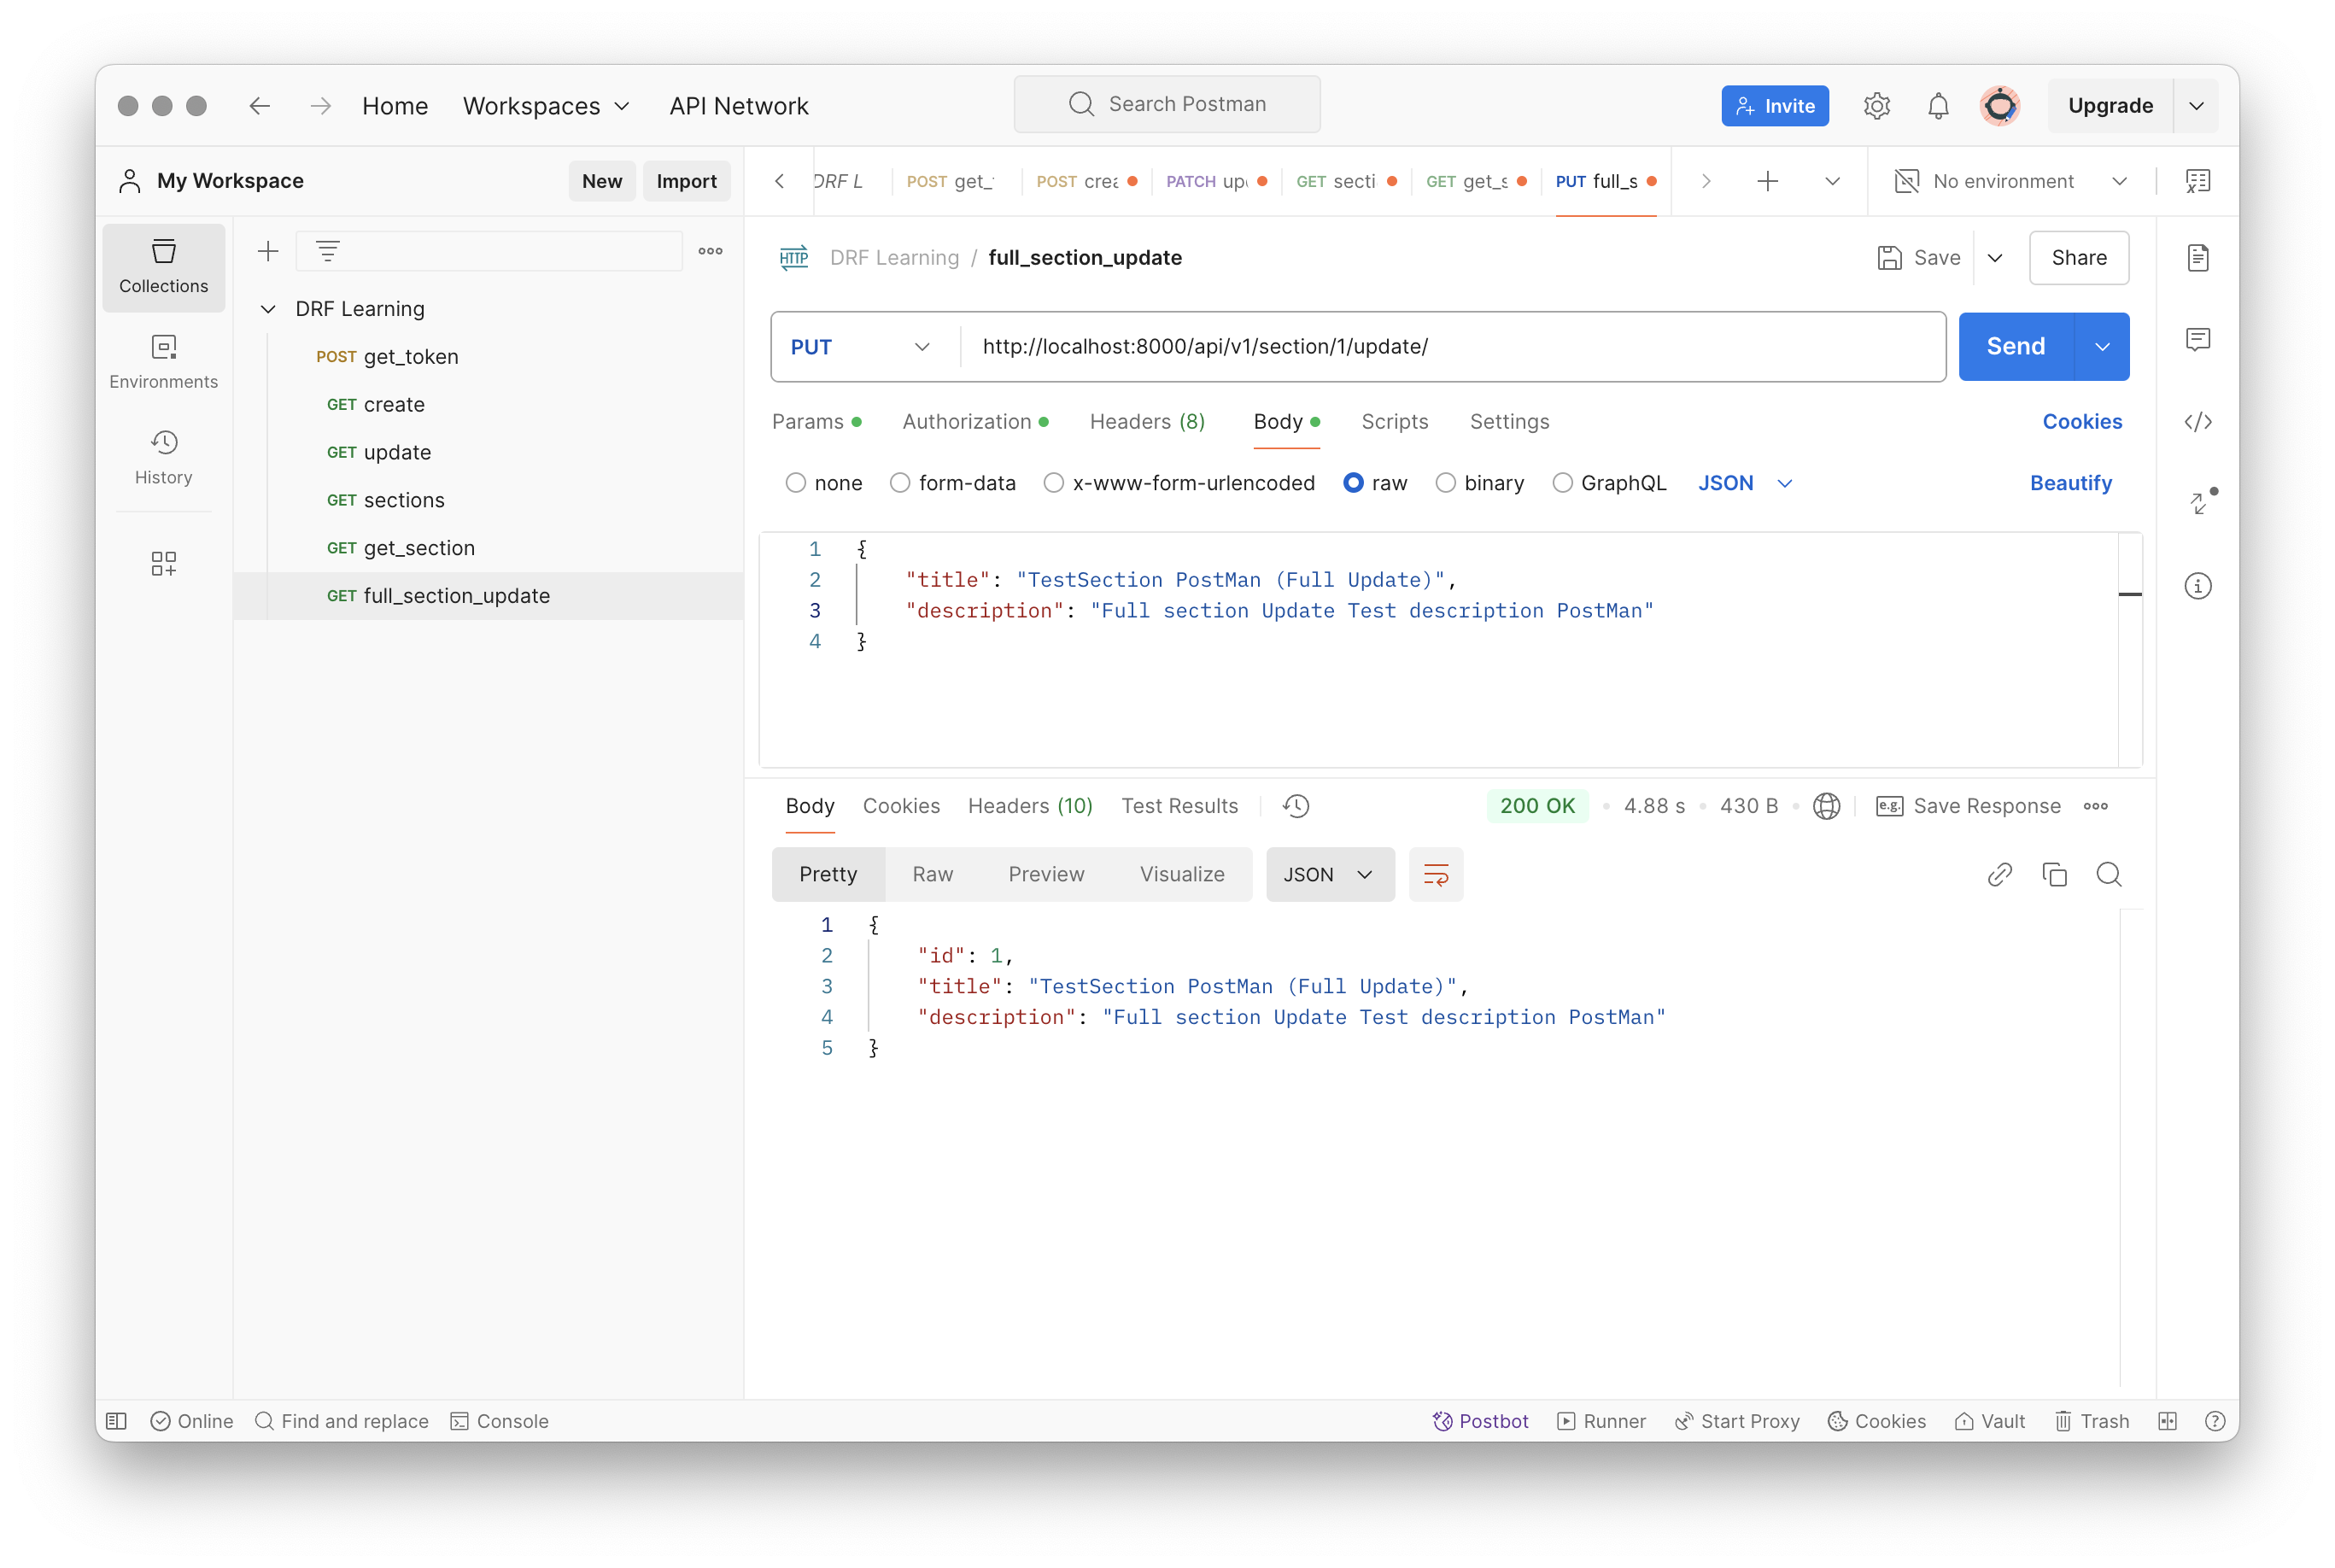 Home Workspaces API Network Search Postman Invite Upgrade
My Workspace New Import DRF L POST get_ POST crea PATCH up GET secti GET get_s PUT full_s No environment
Collections
Environments
History
DRF Learning
POST get_token
GET create
GET update
GET sections
GET get_section
GET full_section_update
HTTP DRF Learning / full_section_update Save Share
PUT http://localhost:8000/api/v1/section/1/update/ Send
Params Authorization Headers (8) Body Scripts Settings Cookies
none form-data x-www-form-urlencoded raw binary GraphQL JSON Beautify
1 {
2 "title": "TestSection PostMan (Full Update)",
3 "description": "Full section Update Test description PostMan"
4 }
Body Cookies Headers (10) Test Results 200 OK • 4.88 s • 430 B • e.g. Save Response
Pretty Raw Preview Visualize JSON
1 {
2 "id": 1,
3 "title": "TestSection PostMan (Full Update)",
4 "description": "Full section Update Test description PostMan"
5 }
Online Find and replace Console Postbot Runner Start Proxy Cookies Vault Trash